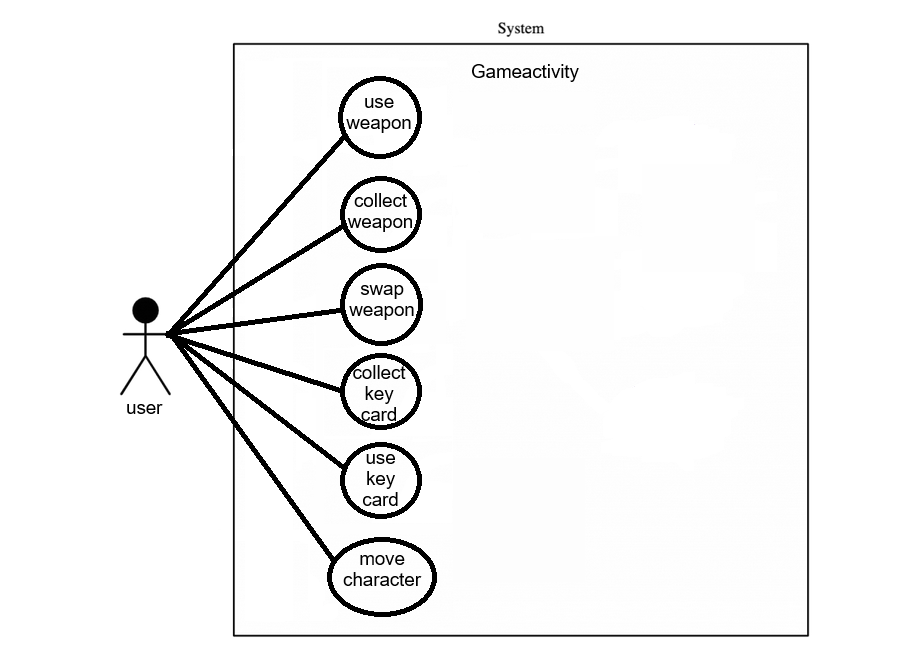 System
Gameactivity
use
weapon
collect
weapon
swap
weapon
collect
key
card
use
key
card
move
character
user